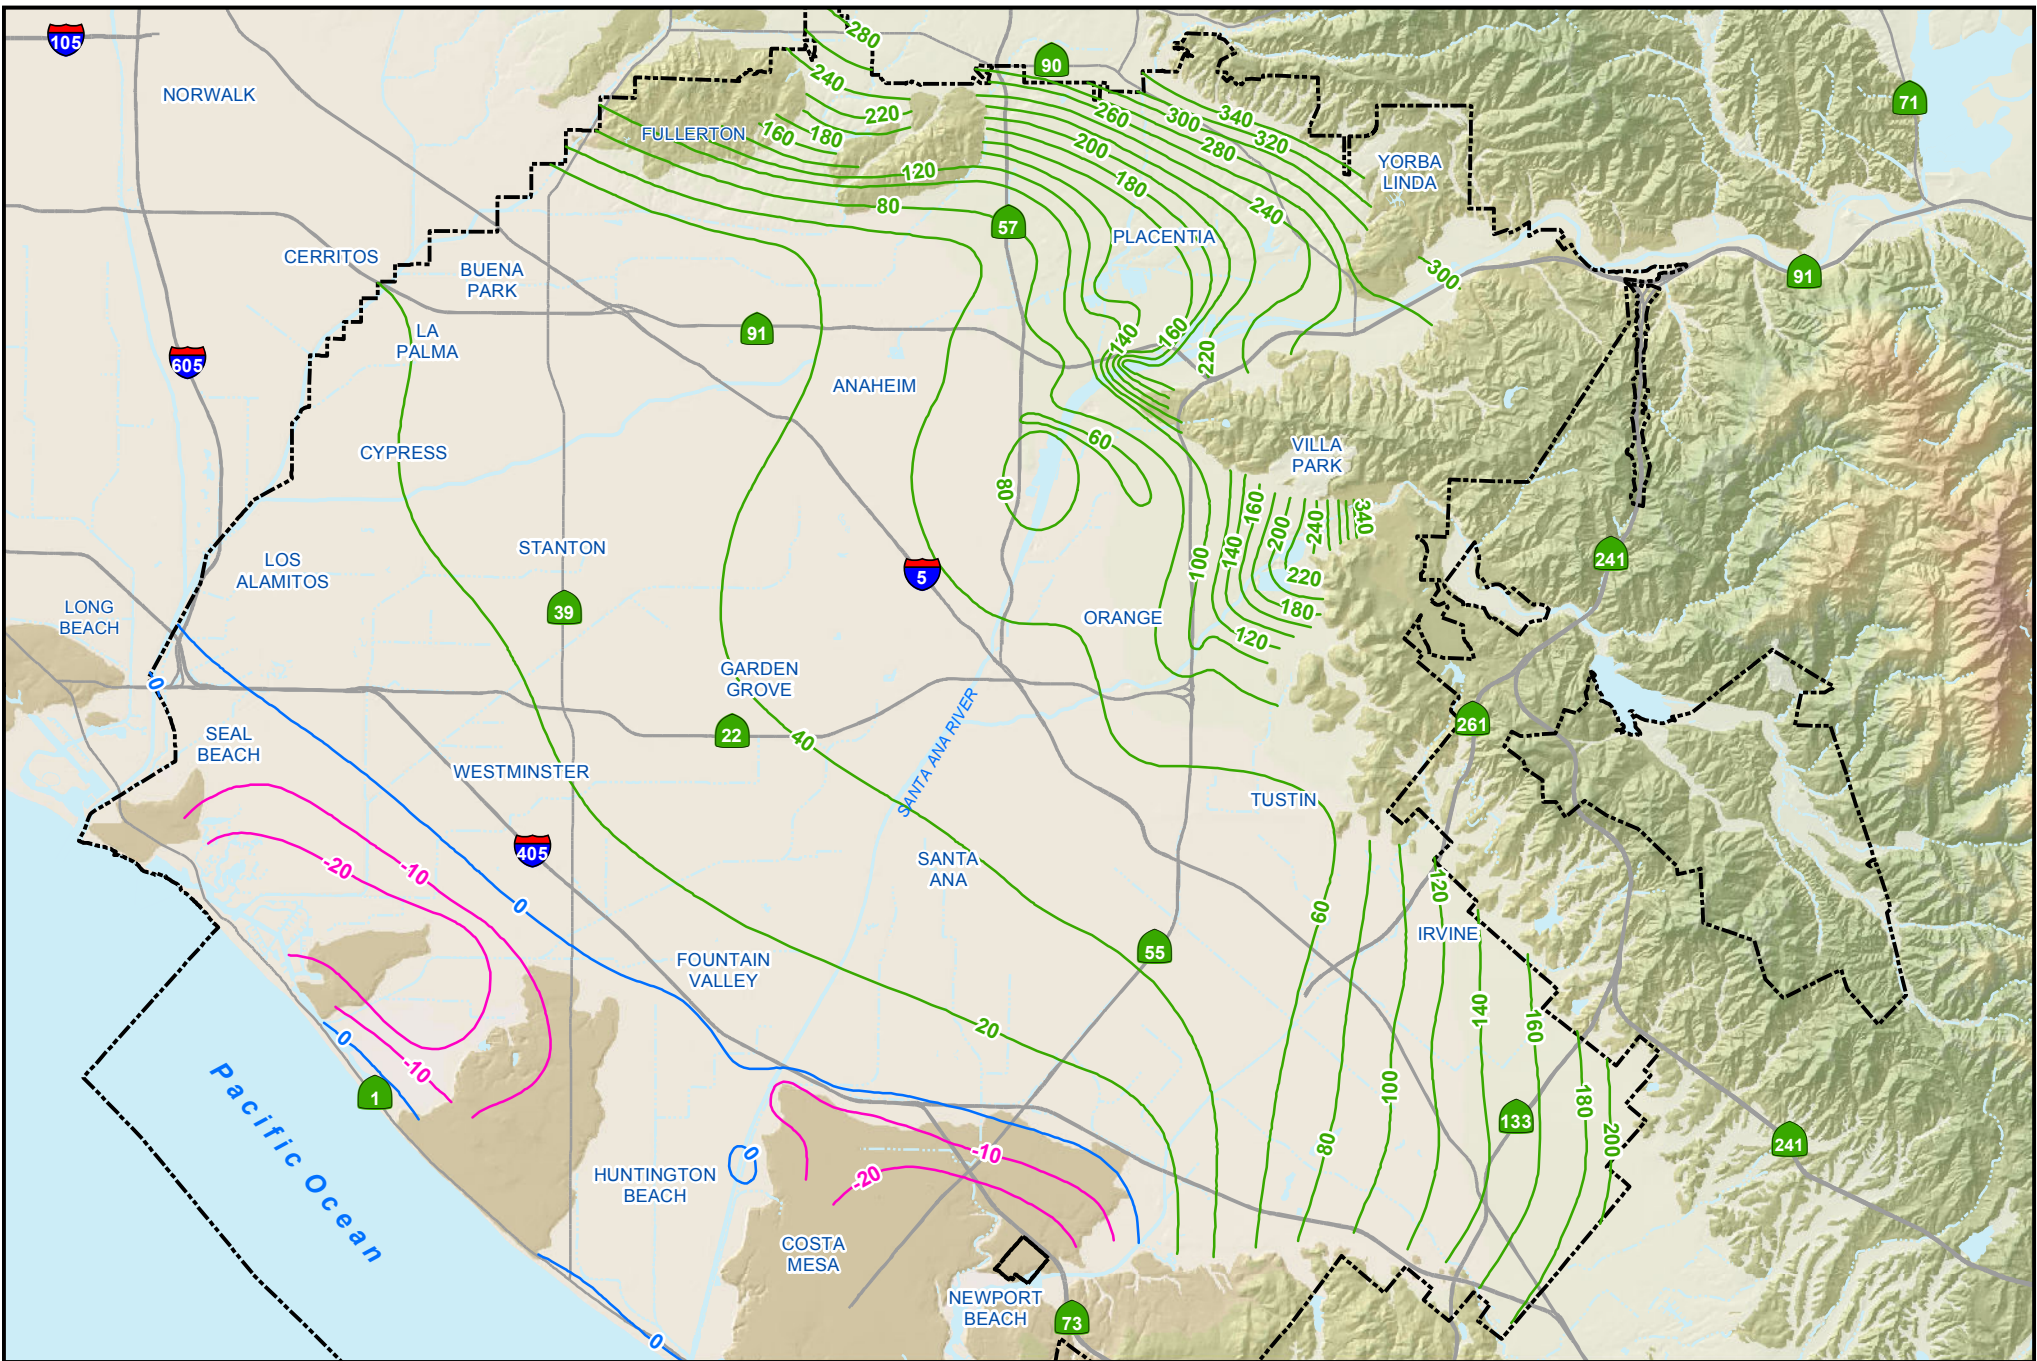 105
NORWALK
280
240
220
160
180
FULLERTON
120
80
90
260
300
340
280
320
200
180
240
71
YORBA
LINDA
57
PLACENTIA
300
91
CERRITOS
BUENA
PARK
LA
PALMA
605
91
ANAHEIM
140
160
220
CYPRESS
60
80
VILLA
PARK
160
200
240
340
140
100
220
180
120
STANTON
LOS
ALAMITOS
5
241
LONG
BEACH
39
ORANGE
GARDEN
GROVE
0
22
40
SANTA ANA RIVER
261
SEAL
BEACH
WESTMINSTER
TUSTIN
405
-20
-10
0
SANTA
ANA
120
60
IRVINE
FOUNTAIN
VALLEY
55
20
140
160
0
-10
1
100
180
133
200
80
241
Pacific Ocean
HUNTINGTON
BEACH
0
-10
-20
COSTA
MESA
NEWPORT
BEACH
73
0